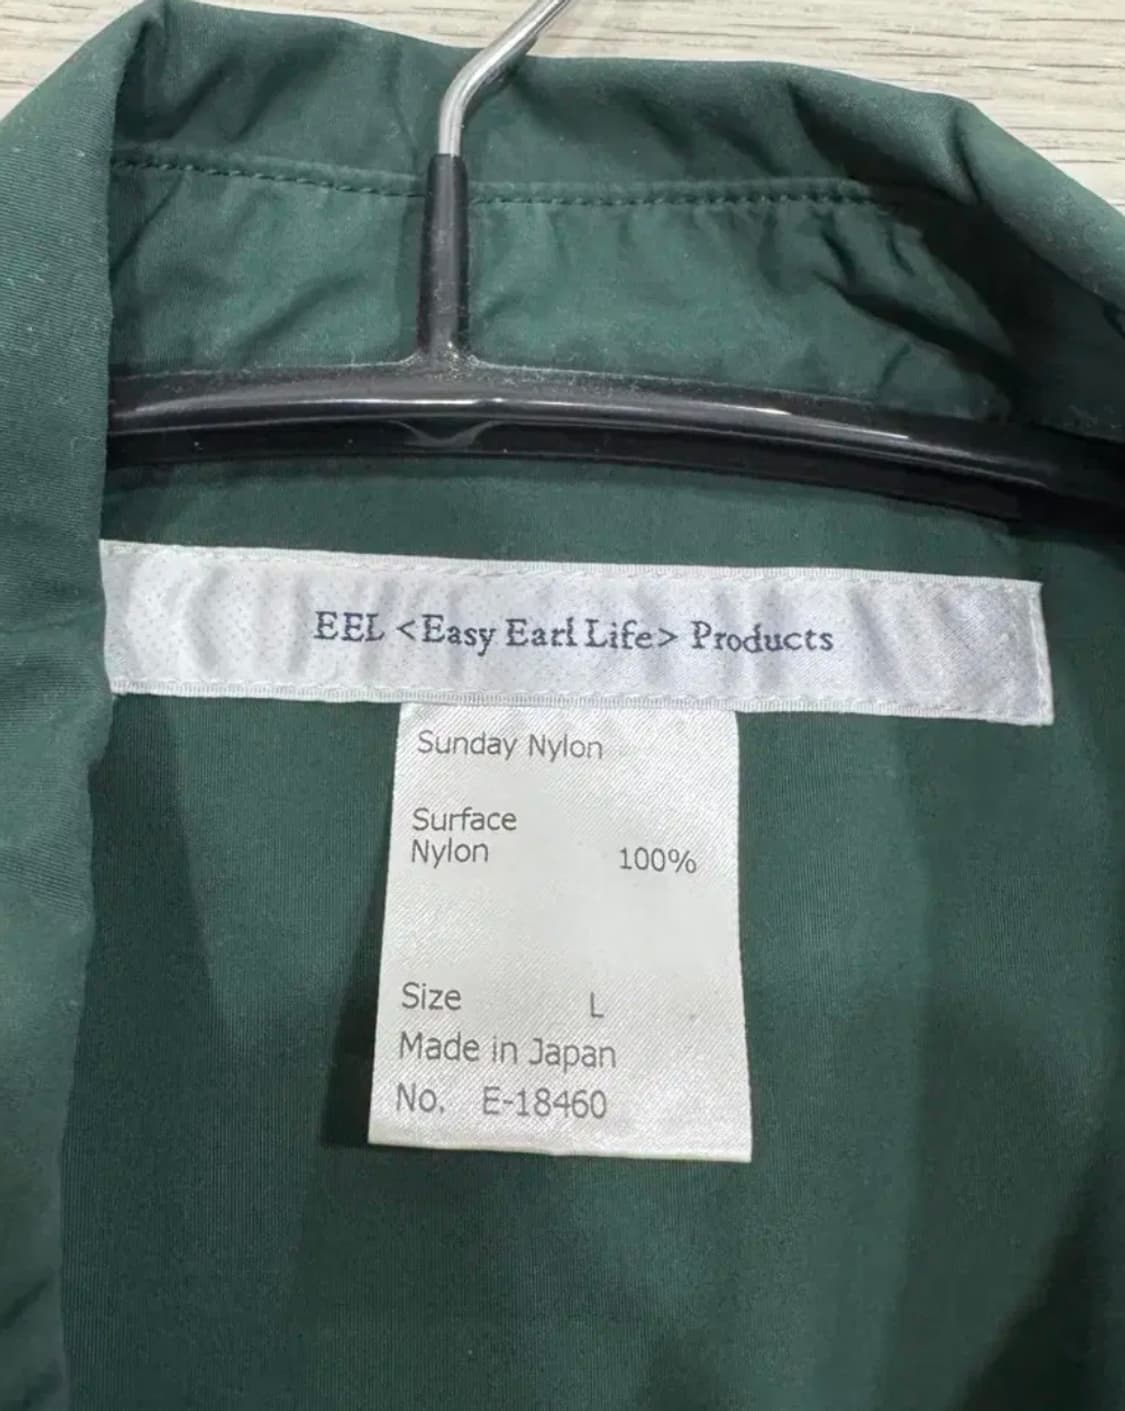 EEL <Easy Earl Life> Products
Sunday Nylon
Surface
Nylon 100%
Size L
Made in Japan
No. E-18460